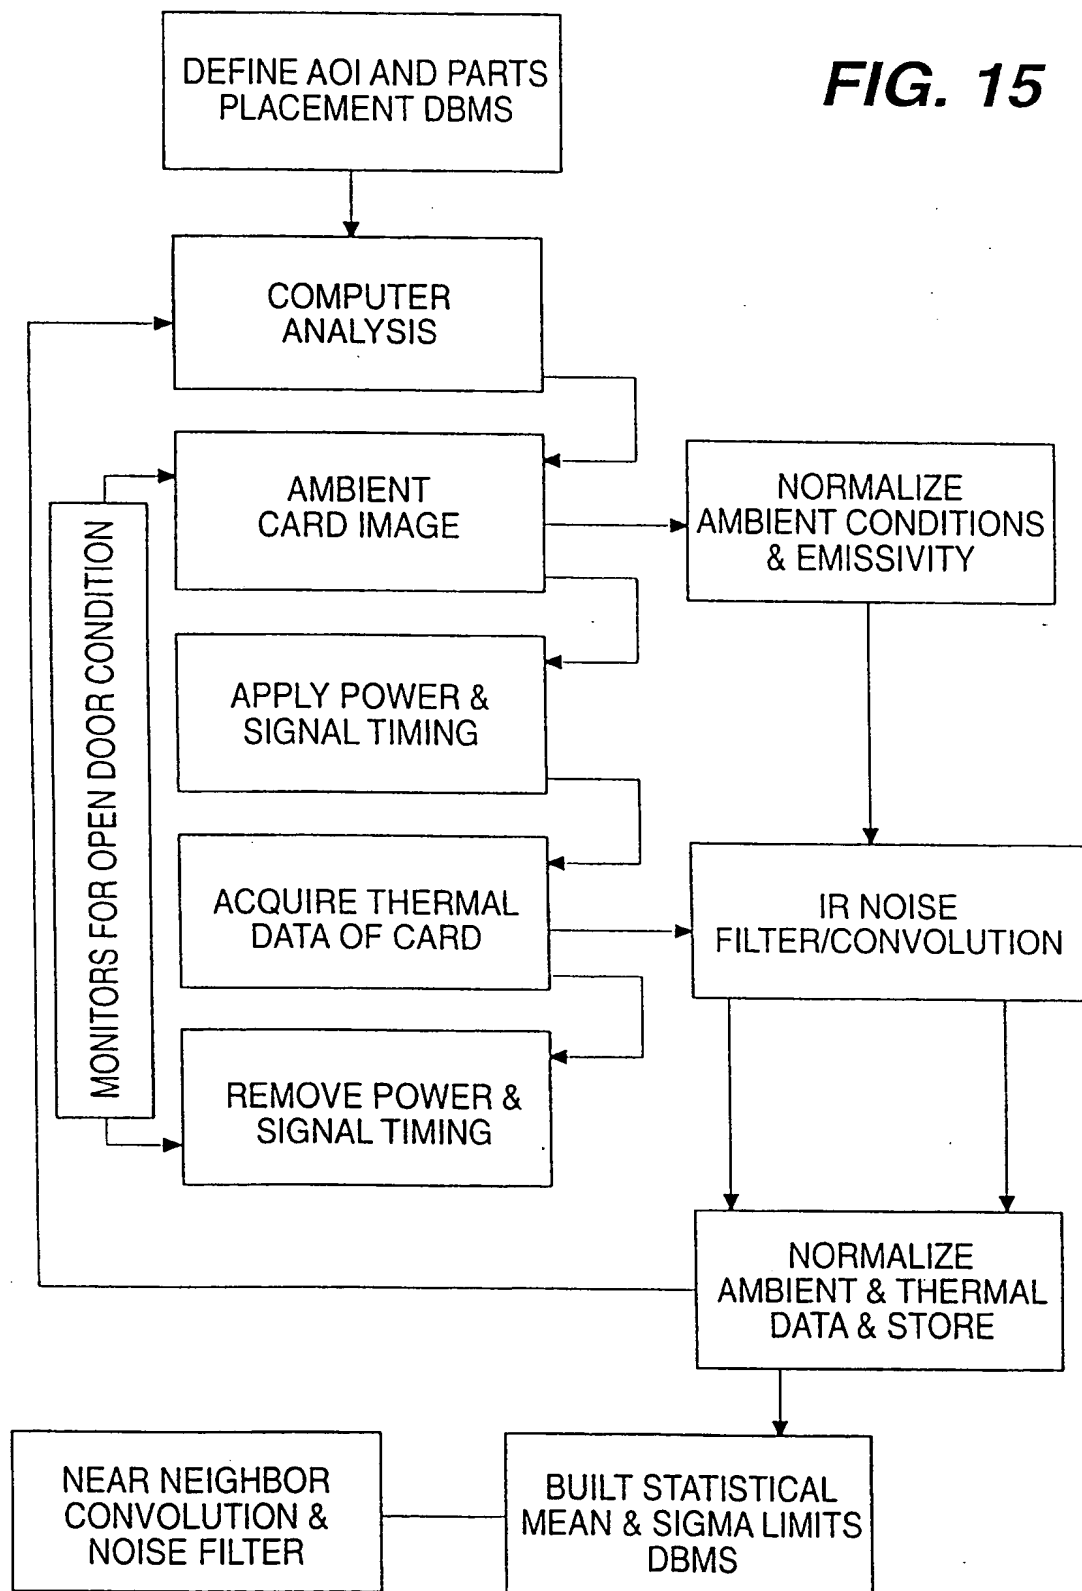 FIG. 15
DEFINE AOI AND PARTS
PLACEMENT DBMS
COMPUTER
ANALYSIS
AMBIENT
CARD IMAGE
NORMALIZE
AMBIENT CONDITIONS
& EMISSIVITY
MONITORS FOR OPEN DOOR CONDITION
APPLY POWER &
SIGNAL TIMING
ACQUIRE THERMAL
DATA OF CARD
IR NOISE
FILTER/CONVOLUTION
REMOVE POWER &
SIGNAL TIMING
NORMALIZE
AMBIENT & THERMAL
DATA & STORE
NEAR NEIGHBOR
CONVOLUTION &
NOISE FILTER
BUILT STATISTICAL
MEAN & SIGMA LIMITS
DBMS